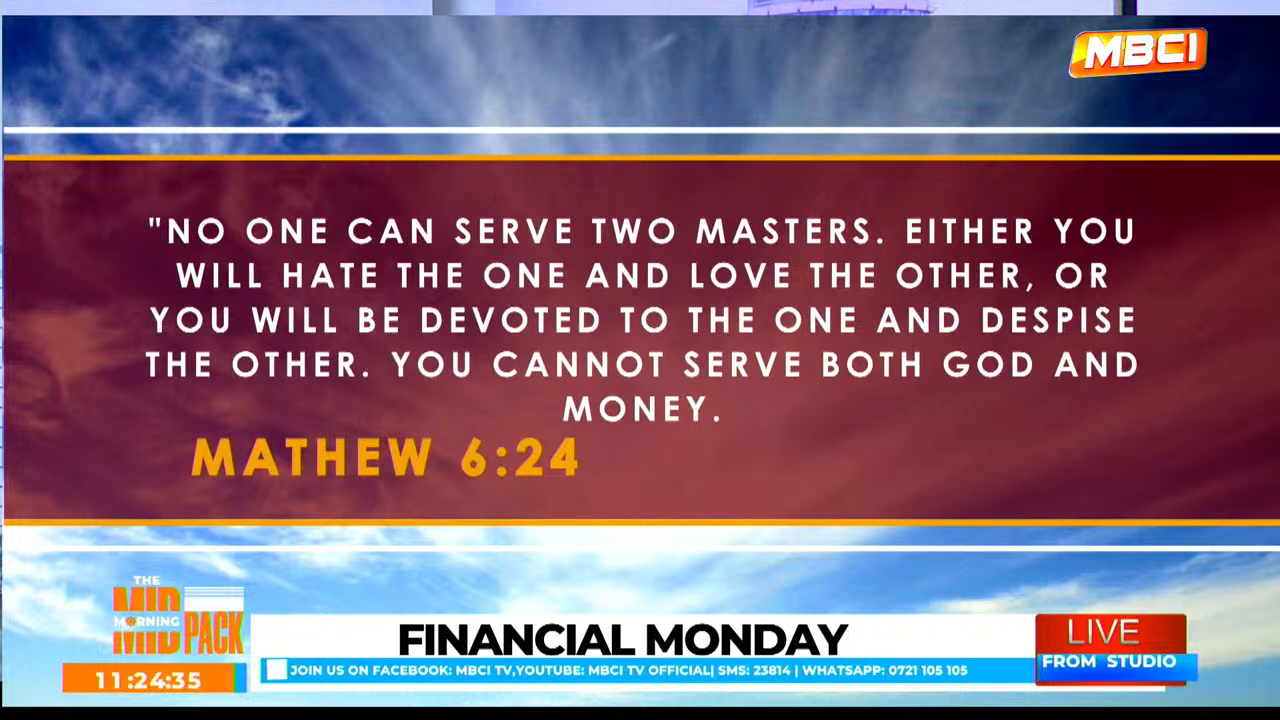 MBCI
"NO ONE CAN SERVE TWO MASTERS. EITHER YOU
WILL HATE THE ONE AND LOVE THE OTHER, OR
YOU WILL BE DEVOTED TO THE ONE AND DESPISE
THE OTHER. YOU CANNOT SERVE BOTH GOD AND
MONEY.
MATHEW 6:24
THE
MID
MORNING
PACK
FINANCIAL MONDAY
JOIN US ON FACEBOOK: MBCI TV,YOUTUBE: MBCI TV OFFICIAL| SMS: 23814 | WHATSAPP: 0721 105 105
11:24:35
LIVE
FROM STUDIO